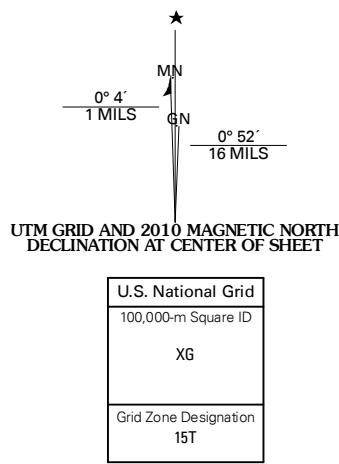 MN
0° 4´
1 MILS
GN
0° 52´
16 MILS
UTM GRID AND 2010 MAGNETIC NORTH
DECLINATION AT CENTER OF SHEET
U.S. National Grid
100,000-m Square ID
XG
Grid Zone Designation
15T